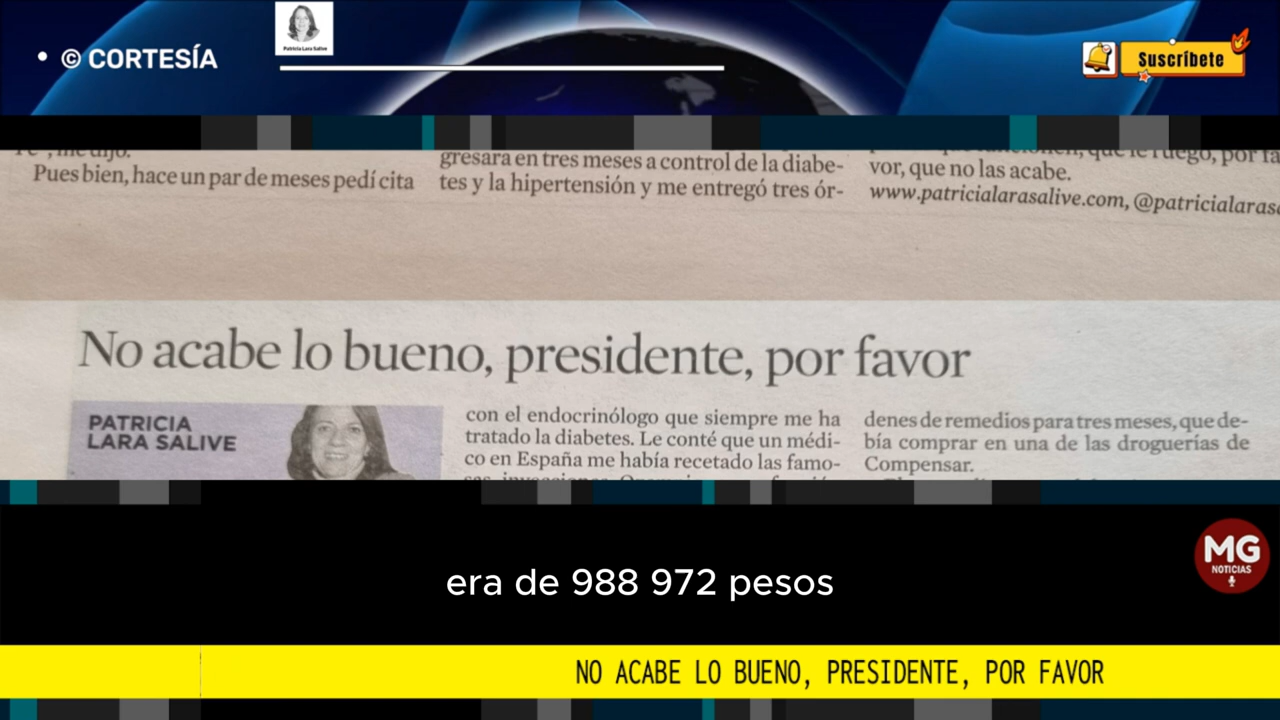 © CORTESÍA
Patricia Lara Salive
Suscríbete
Pues bien, hace un par de meses pedí cita
gresara en tres meses a control de la diabe-
tes y la hipertensión y me entregó tres ór-
vor, que no las acabe.
www.patricialarasalive.com, @patricialaras
No acabe lo bueno, presidente, por favor
PATRICIA
LARA SALIVE
con el endocrinólogo que siempre me ha
tratado la diabetes. Le conté que un médi-
co en España me había recetado las famo-
denes de remedios para tres meses, que de-
bía comprar en una de las droguerías de
Compensar.
era de 988 972 pesos
MG
NOTICIAS
NO ACABE LO BUENO, PRESIDENTE, POR FAVOR